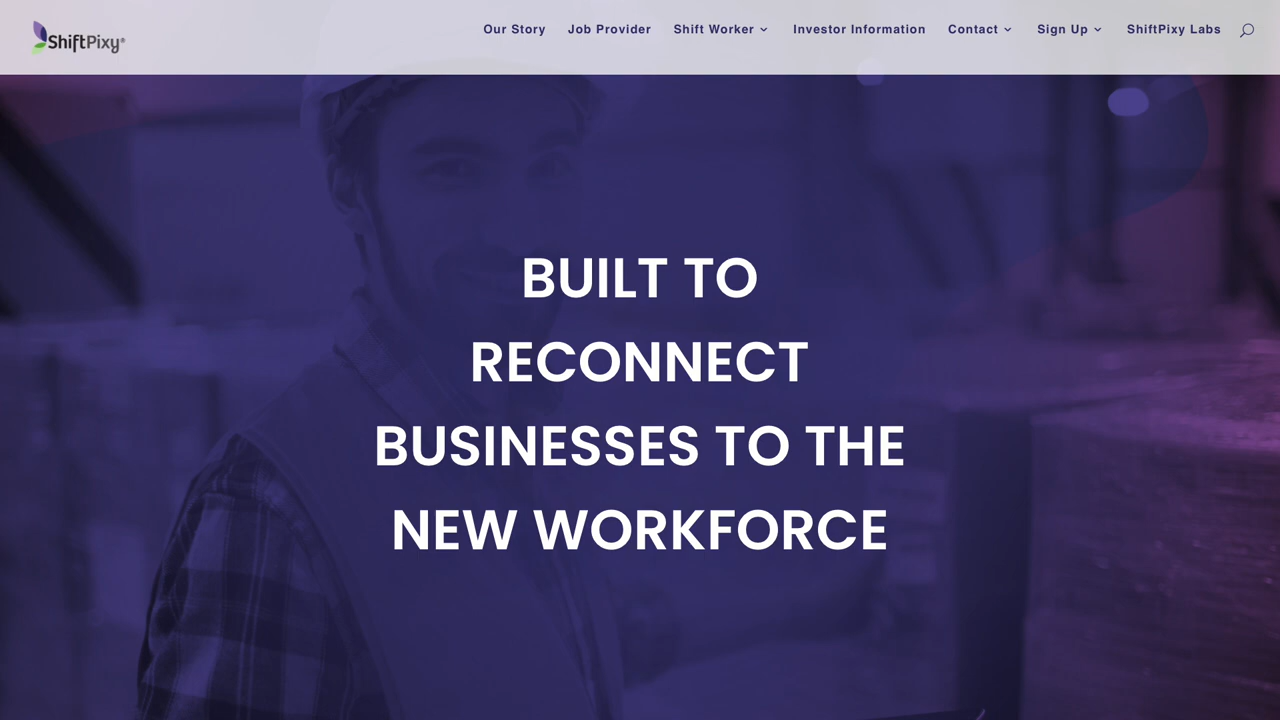 ShiftPixy®
Our Story
Job Provider
Shift Worker
Investor Information
Contact
Sign Up
ShiftPixy Labs
BUILT TO
RECONNECT
BUSINESSES TO THE
NEW WORKFORCE